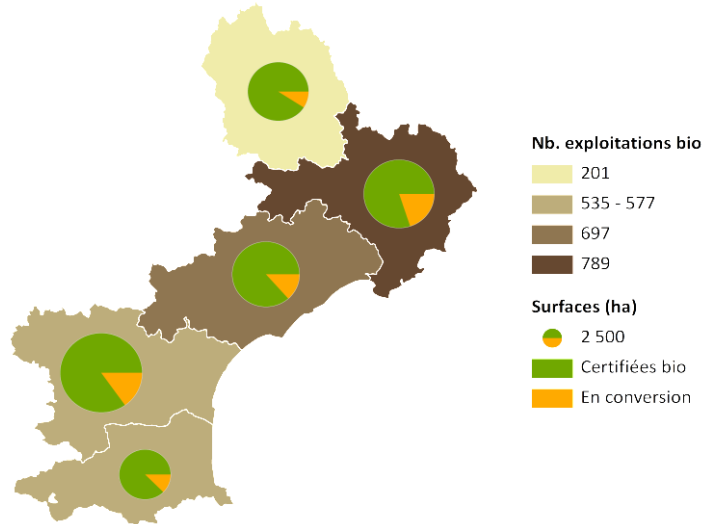 Nb. exploitations bio
201
535 - 577
697
789
Surfaces (ha)
2 500
Certifiées bio
En conversion